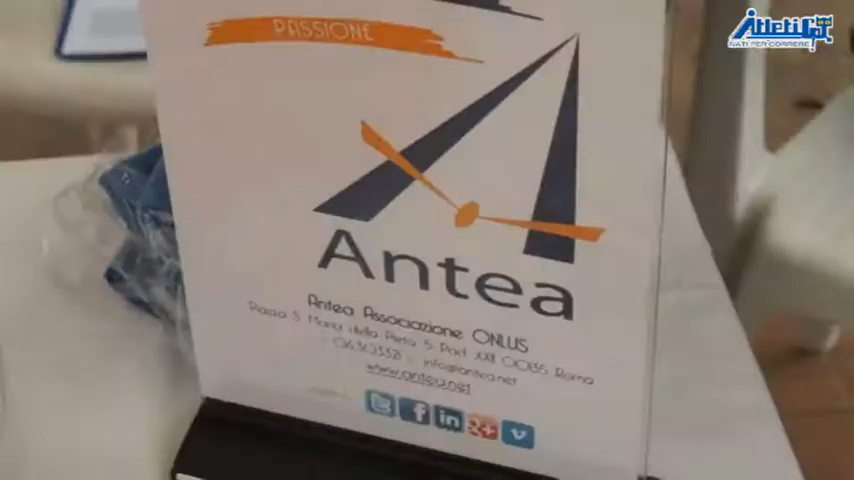 PASSIONE
AtletiCa
NATI PER CORRERE
Antea
Antea Associazione ONLUS
Piazza S. Maria della Pietà 5 Pad. XXII 00135 Roma
06.303321 - info@antea.net
www.antea.net